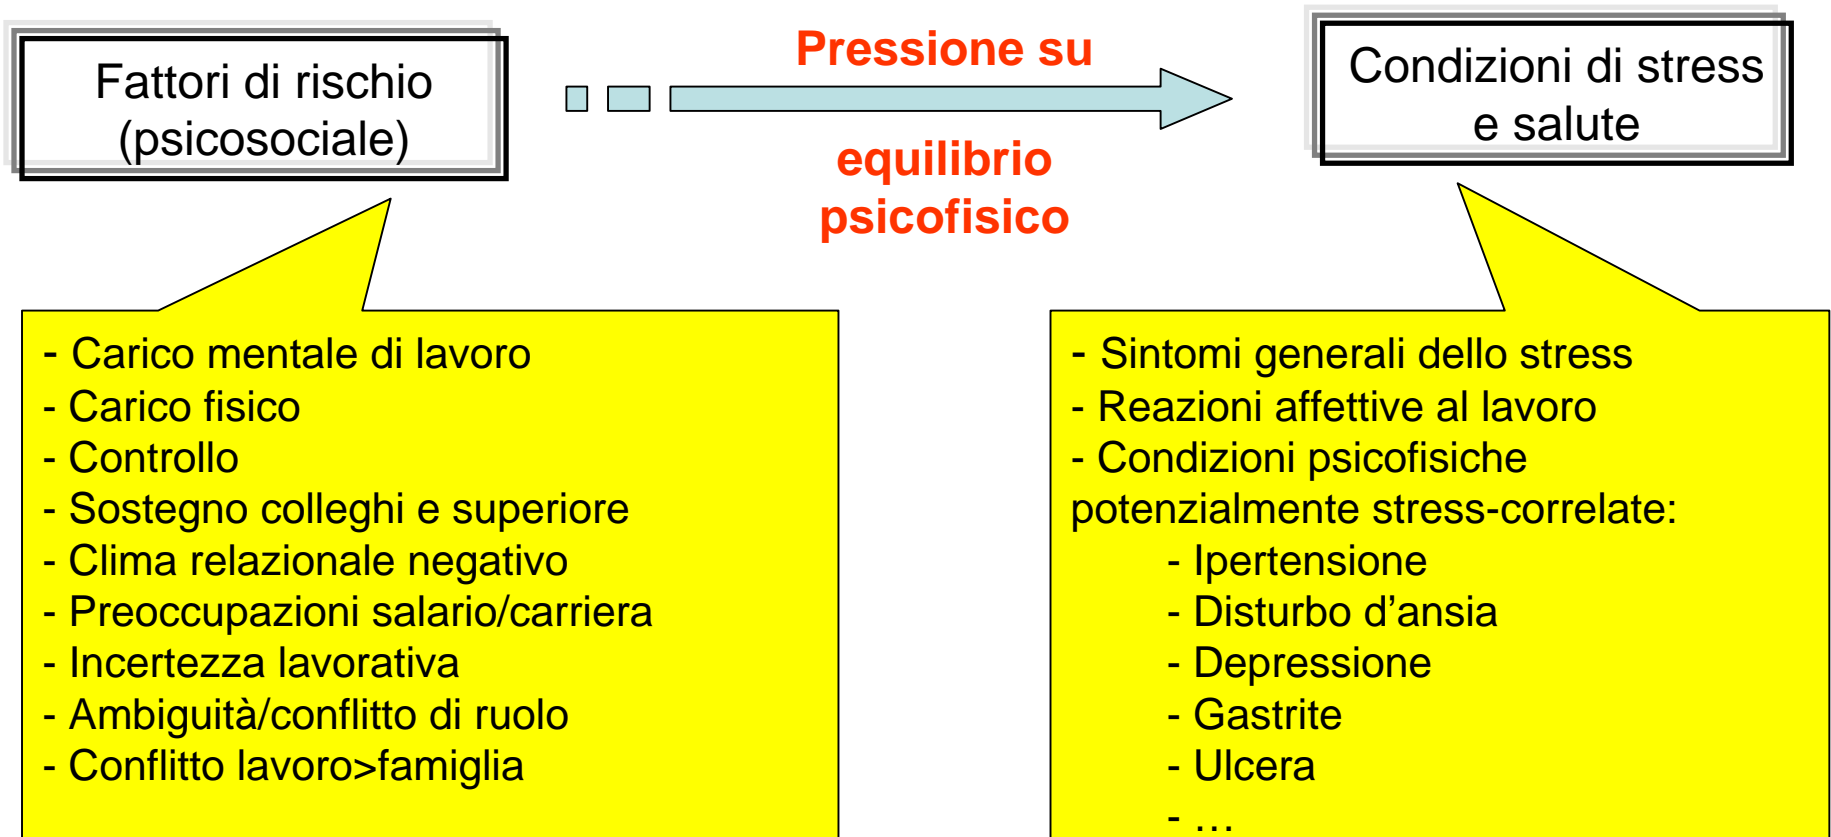 Fattori di rischio
(psicosociale)
Pressione su
equilibrio
psicofisico
Condizioni di stress
e salute
- Carico mentale di lavoro
- Carico fisico
- Controllo
- Sostegno colleghi e superiore
- Clima relazionale negativo
- Preoccupazioni salario/carriera
- Incertezza lavorativa
- Ambiguità/conflitto di ruolo
- Conflitto lavoro>famiglia
- Sintomi generali dello stress
- Reazioni affettive al lavoro
- Condizioni psicofisiche
potenzialmente stress-correlate:
- Ipertensione
- Disturbo d'ansia
- Depressione
- Gastrite
- Ulcera
- …